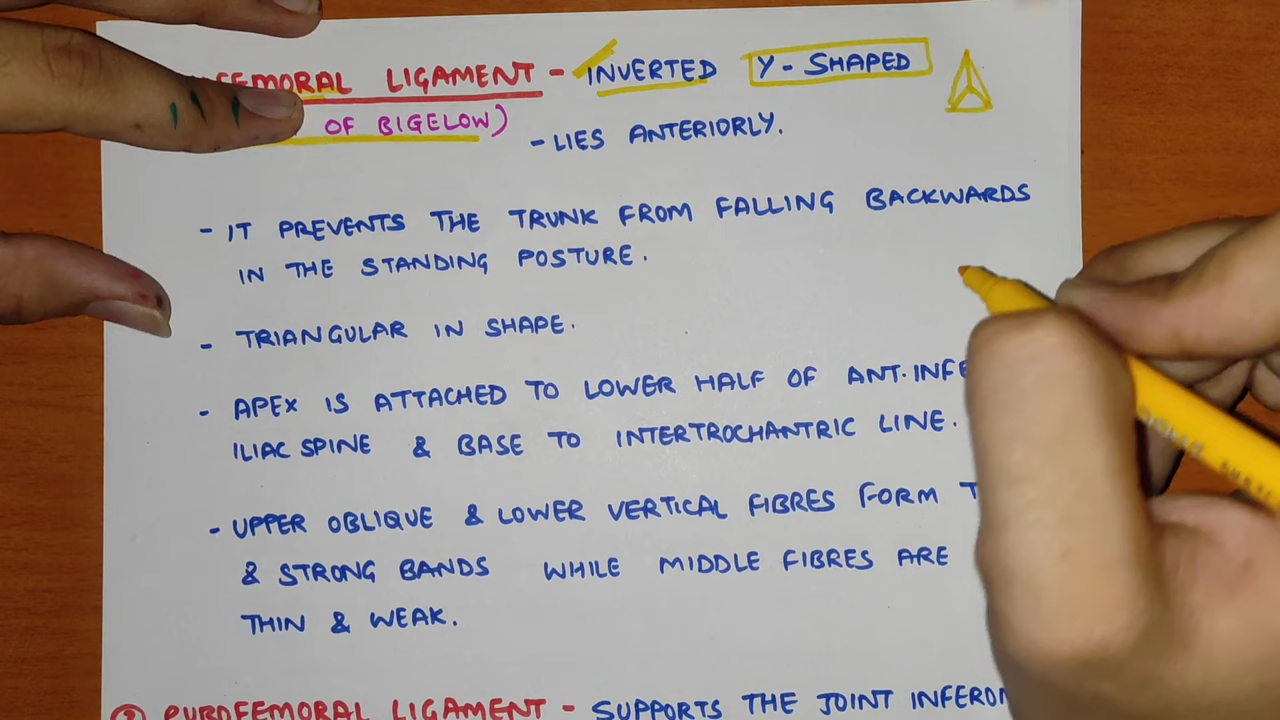 FEMORAL LIGAMENT - INVERTED Y-SHAPED
OF BIGELOW)
- LIES ANTERIORLY.
- IT PREVENTS THE TRUNK FROM FALLING BACKWARDS
IN THE STANDING POSTURE.
- TRIANGULAR IN SHAPE.
- APEX IS ATTACHED TO LOWER HALF OF ANT. INFE
ILIAC SPINE & BASE TO INTERTROCHANTRIC LINE.
- UPPER OBLIQUE & LOWER VERTICAL FIBRES FORM T
& STRONG BANDS WHILE MIDDLE FIBRES ARE
THIN & WEAK.
② PUBOFEMORAL LIGAMENT - SUPPORTS THE JOINT INFERO